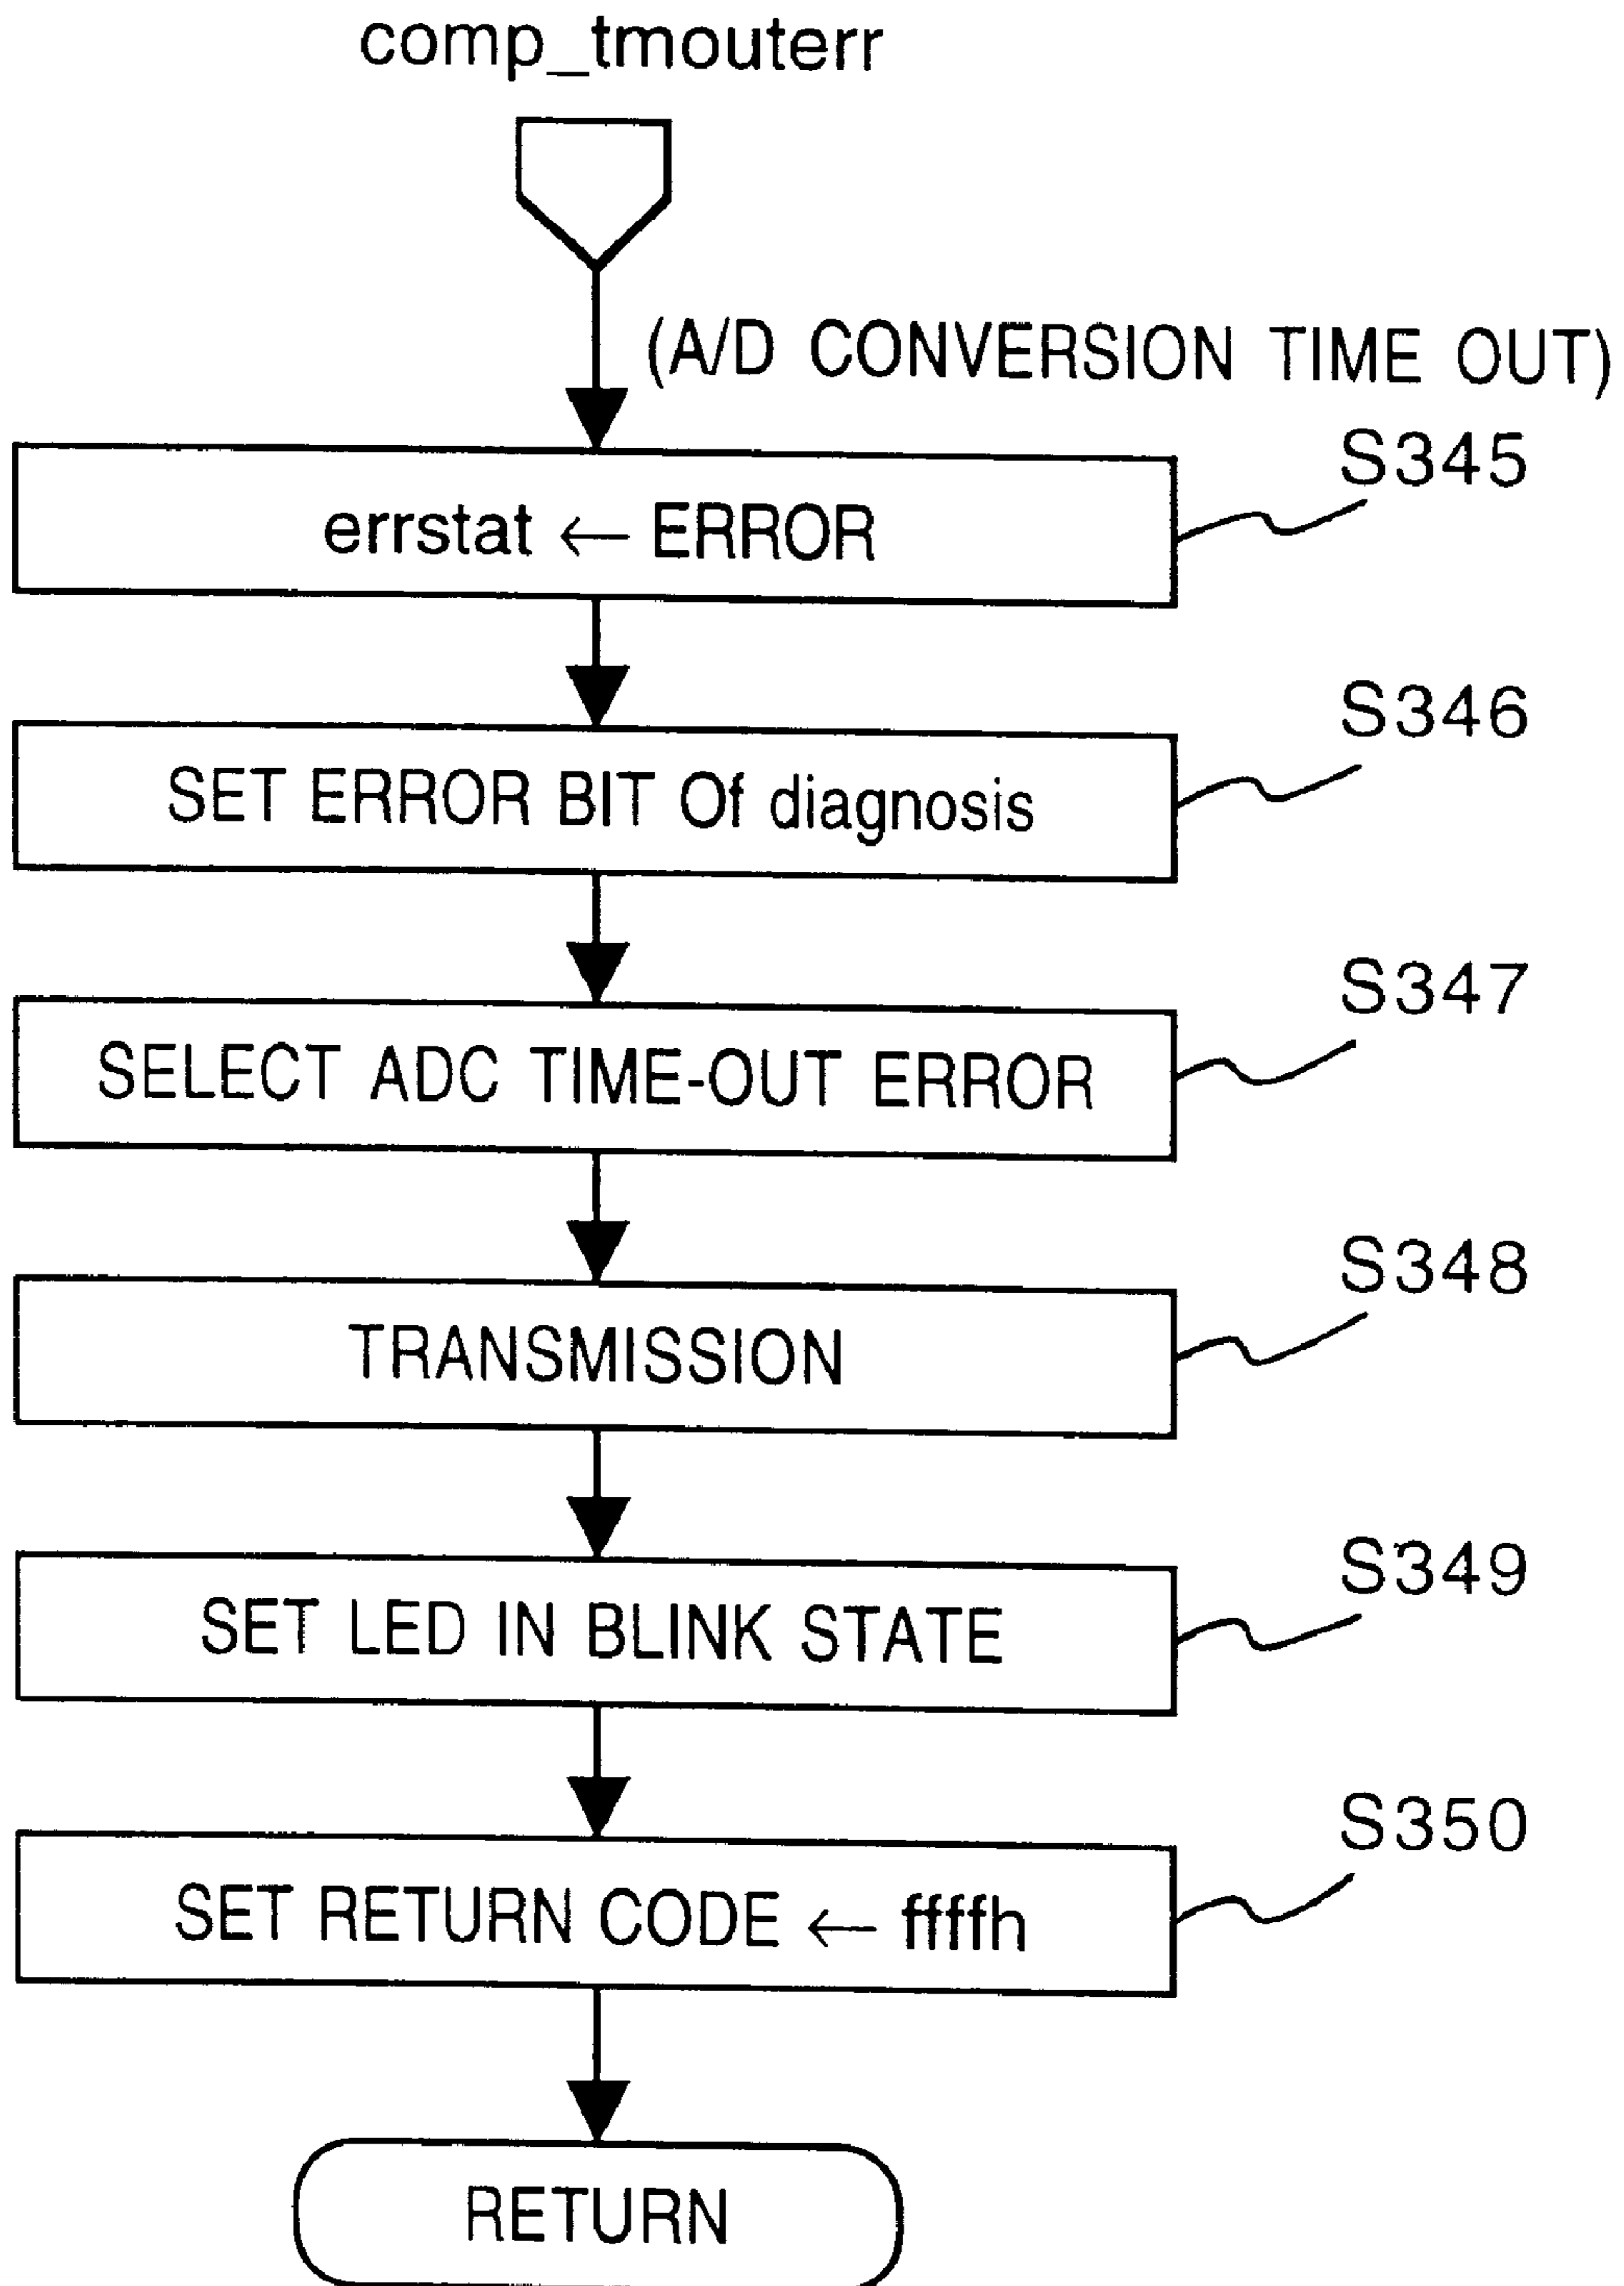 comp_tmouterr
(A/D CONVERSION TIME OUT)
S345
errstat ← ERROR
S346
SET ERROR BIT Of diagnosis
S347
SELECT ADC TIME-OUT ERROR
S348
TRANSMISSION
S349
SET LED IN BLINK STATE
S350
SET RETURN CODE ← ffffh
RETURN